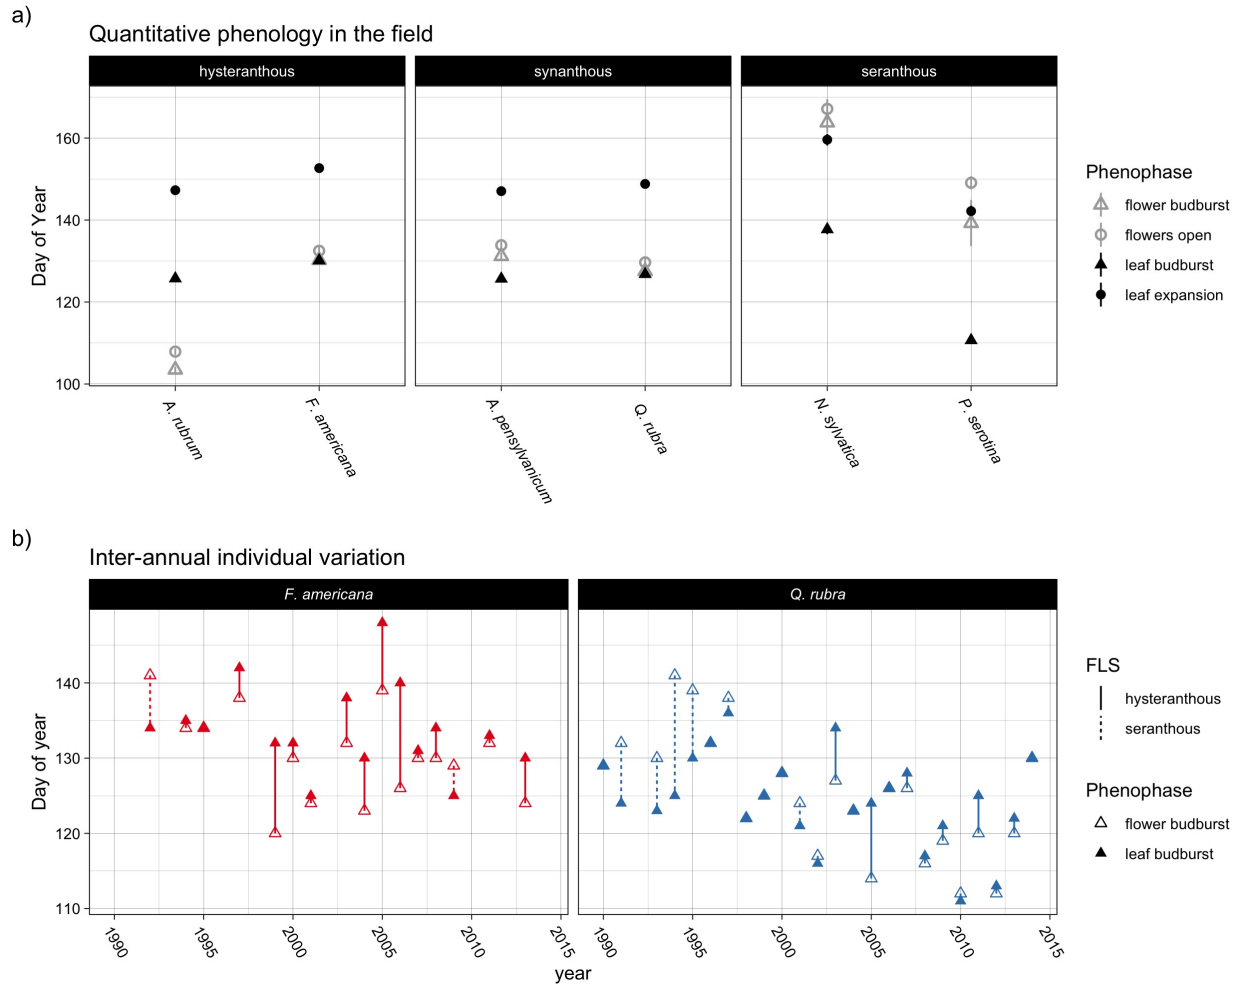 a)
Quantitative phenology in the field
hysteranthous
synanthous
seranthous
160
140
120
100
Day of Year
A. rubrum
F. americana
A. pensylvanicum
Q. rubra
N. sylvatica
P. serotina
Phenophase
flower budburst
flowers open
leaf budburst
leaf expansion
b)
Inter-annual individual variation
F. americana
Q. rubra
140
130
120
110
Day of year
1990
1995
2000
2005
2010
2015
1990
1995
2000
2005
2010
2015
year
FLS
hysteranthous
seranthous
Phenophase
flower budburst
leaf budburst